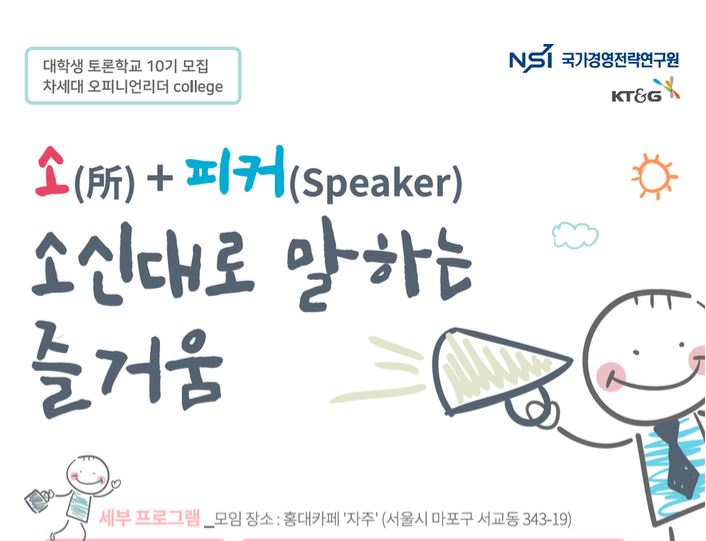 대학생 토론학교 10기 모집
차세대 오피니언리더 college
NSI 국가경영전략연구원
KT&G
소(所) + 피커(Speaker)
소신대로 말하는
즐거움
세부 프로그램 _모임 장소 : 홍대카페 '자주' (서울시 마포구 서교동 343-19)